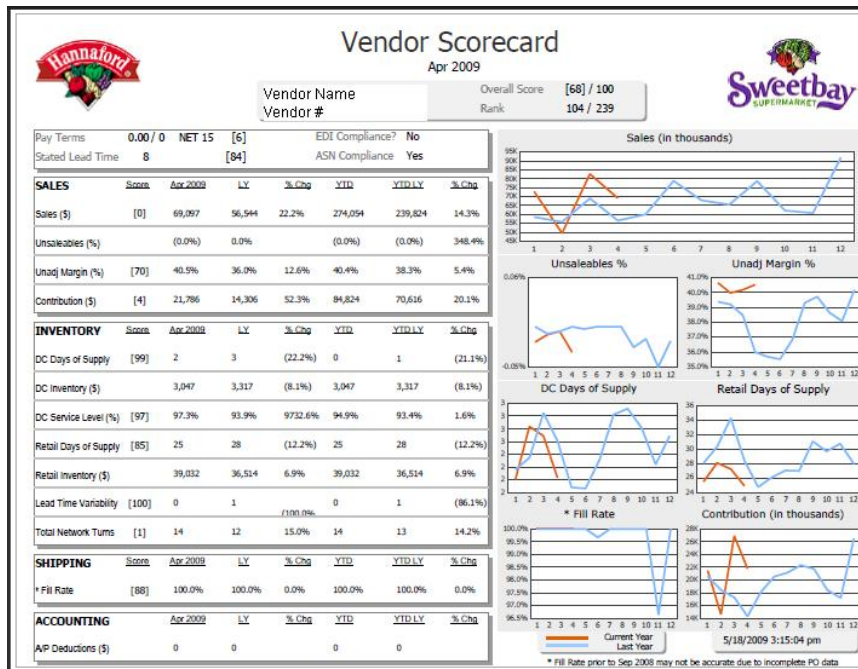 Hannaford
Vendor Scorecard
Apr 2009
Sweetbay
SUPERMARKET
Vendor Name
Vendor #
Overall Score [68] / 100
Rank 104 / 239
Pay Terms 0.00 / 0 NET 15 [6] EDI Compliance? No
Stated Lead Time 8 [84] ASN Compliance Yes
SALES Score Apr 2009 LY % Chg YTD YTD LY % Chg
Sales ($) [0] 69,097 56,544 22.2% 274,054 239,824 14.3%
Unsaleables (%) (0.0%) 0.0% (0.0%) (0.0%) 348.4%
Unadj Margin (%) [70] 40.5% 36.0% 12.6% 40.4% 38.3% 5.4%
Contribution ($) [4] 21,786 14,306 52.3% 84,824 70,616 20.1%
INVENTORY Score Apr 2009 LY % Chg YTD YTD LY % Chg
DC Days of Supply [99] 2 3 (22.2%) 0 1 (21.1%)
DC Inventory ($) 3,047 3,317 (8.1%) 3,047 3,317 (8.1%)
DC Service Level (%) [97] 97.3% 93.9% 9732.6% 94.9% 93.4% 1.6%
Retail Days of Supply [85] 25 28 (12.2%) 25 28 (12.2%)
Retail Inventory ($) 39,032 36,514 6.9% 39,032 36,514 6.9%
Lead Time Variability [100] 0 1 (100.0% 0 1 (86.1%)
Total Network Turns [1] 14 12 15.0% 14 13 14.2%
SHIPPING Score Apr 2009 LY % Chg YTD YTD LY % Chg
* Fill Rate [88] 100.0% 100.0% 0.0% 100.0% 100.0% 0.0%
ACCOUNTING Apr 2009 LY % Chg YTD YTD LY % Chg
A/P Deductions ($) 0 0 0 0
Sales (in thousands)
95K
90K
85K
80K
75K
70K
65K
60K
55K
50K
45K
1 2 3 4 5 6 7 8 9 10 11 12
Unsaleables %
0.06%
-0.05%
1 2 3 4 5 6 7 8 9 10 11 12
Unadj Margin %
41.0%
40.0%
39.0%
38.0%
37.0%
36.0%
35.0%
1 2 3 4 5 6 7 8 9 10 11 12
DC Days of Supply
3
3
3
3
2
2
2
2
1 2 3 4 5 6 7 8 9 10 11 12
Retail Days of Supply
36
34
32
30
28
26
24
1 2 3 4 5 6 7 8 9 10 11 12
* Fill Rate
100.0%
99.5%
99.0%
98.5%
98.0%
97.5%
97.0%
96.5%
1 2 3 4 5 6 7 8 9 10 11 12
Contribution (in thousands)
28K
26K
24K
22K
20K
18K
16K
14K
1 2 3 4 5 6 7 8 9 10 11 12
Current Year
Last Year
5/18/2009 3:15:04 pm
* Fill Rate prior to Sep 2008 may not be accurate due to incomplete PO data